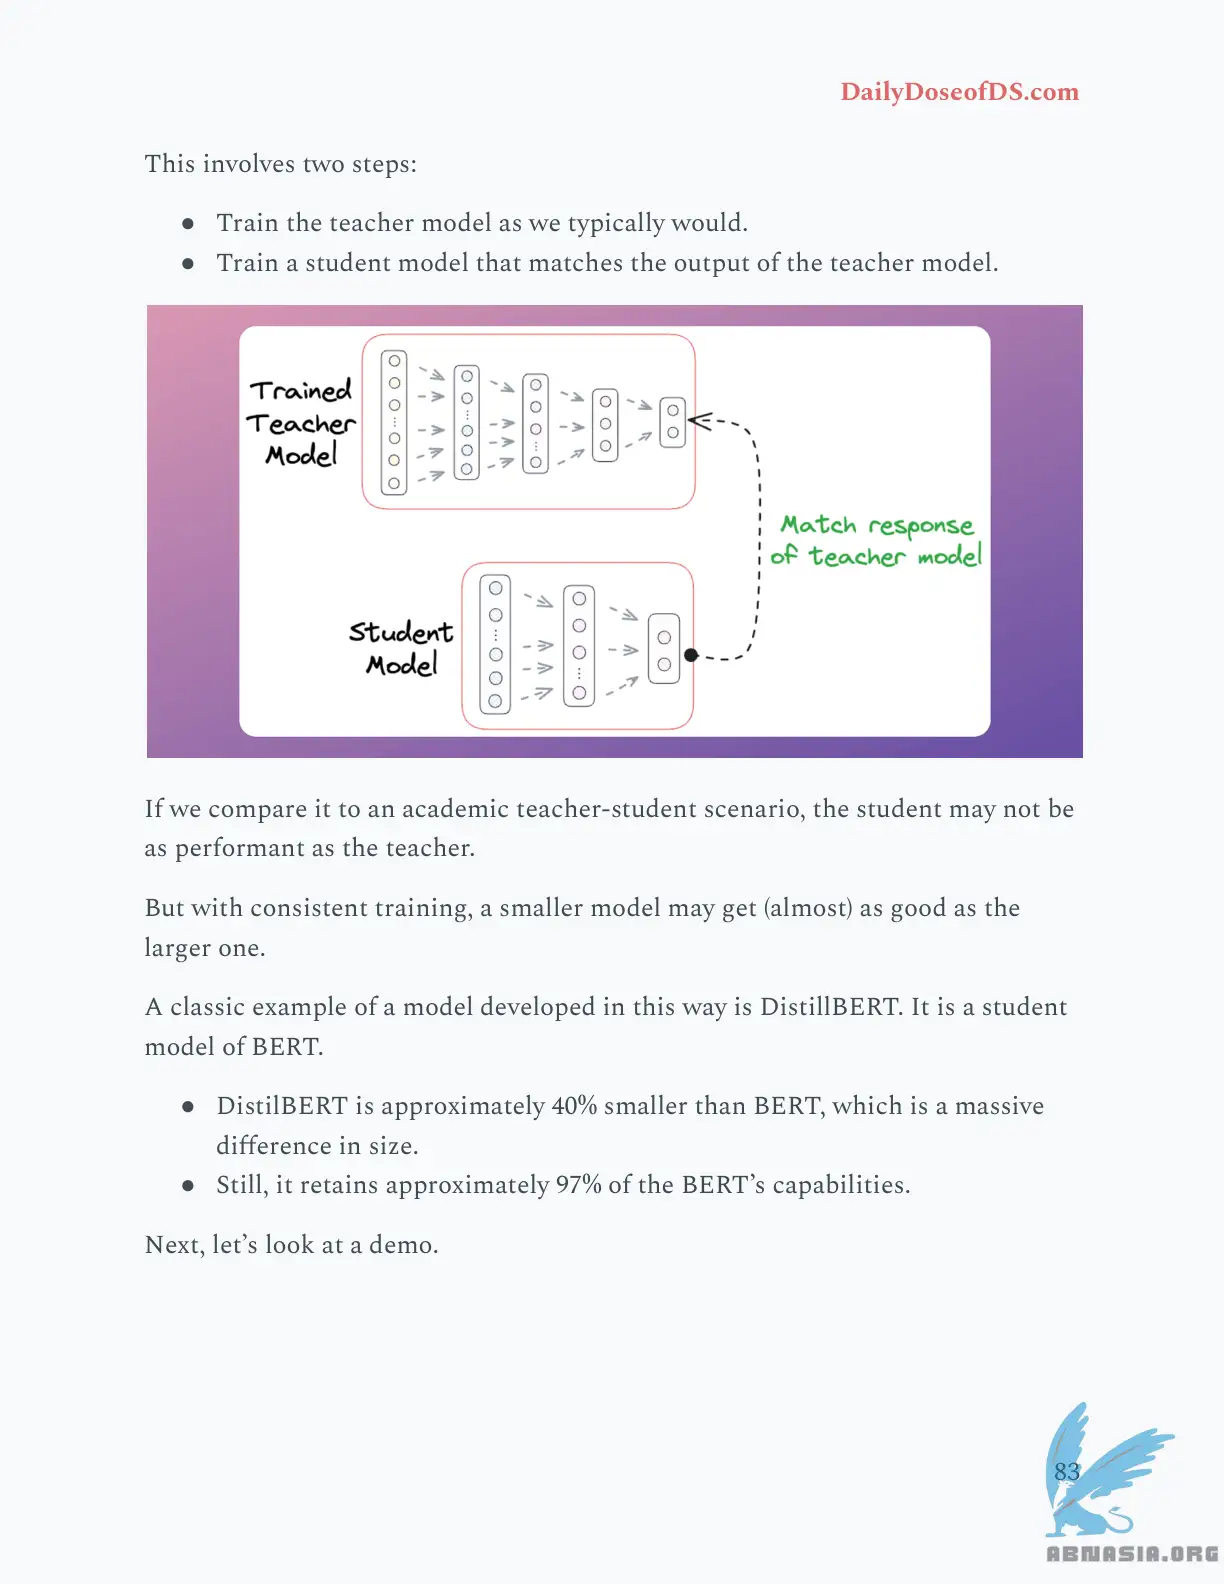 DailyDoseofDS.com
This involves two steps:
● Train the teacher model as we typically would.
● Train a student model that matches the output of the teacher model.
Trained
Teacher
Model
Match response
of teacher model
Student
Model
If we compare it to an academic teacher-student scenario, the student may not be
as performant as the teacher.
But with consistent training, a smaller model may get (almost) as good as the
larger one.
A classic example of a model developed in this way is DistillBERT. It is a student
model of BERT.
● DistilBERT is approximately 40% smaller than BERT, which is a massive
difference in size.
● Still, it retains approximately 97% of the BERT’s capabilities.
Next, let’s look at a demo.
83
ABNASIA.ORG